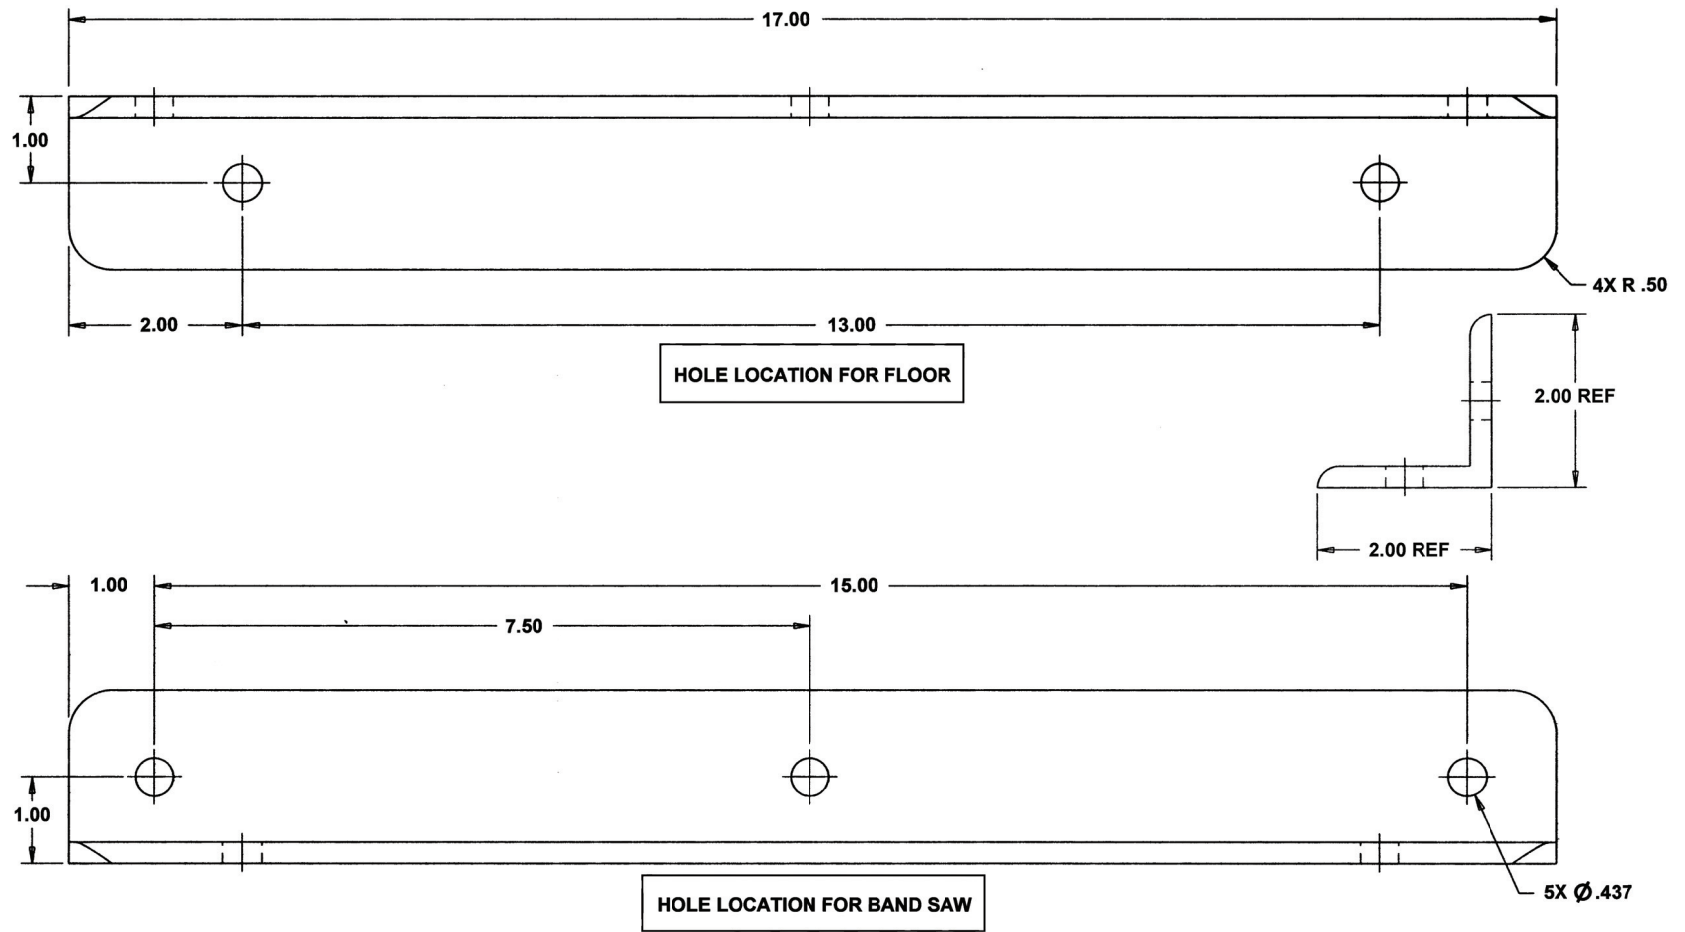 17.00
1.00
4X R .50
2.00
13.00
HOLE LOCATION FOR FLOOR
2.00 REF
2.00 REF
1.00
15.00
7.50
1.00
5X Ø.437
HOLE LOCATION FOR BAND SAW